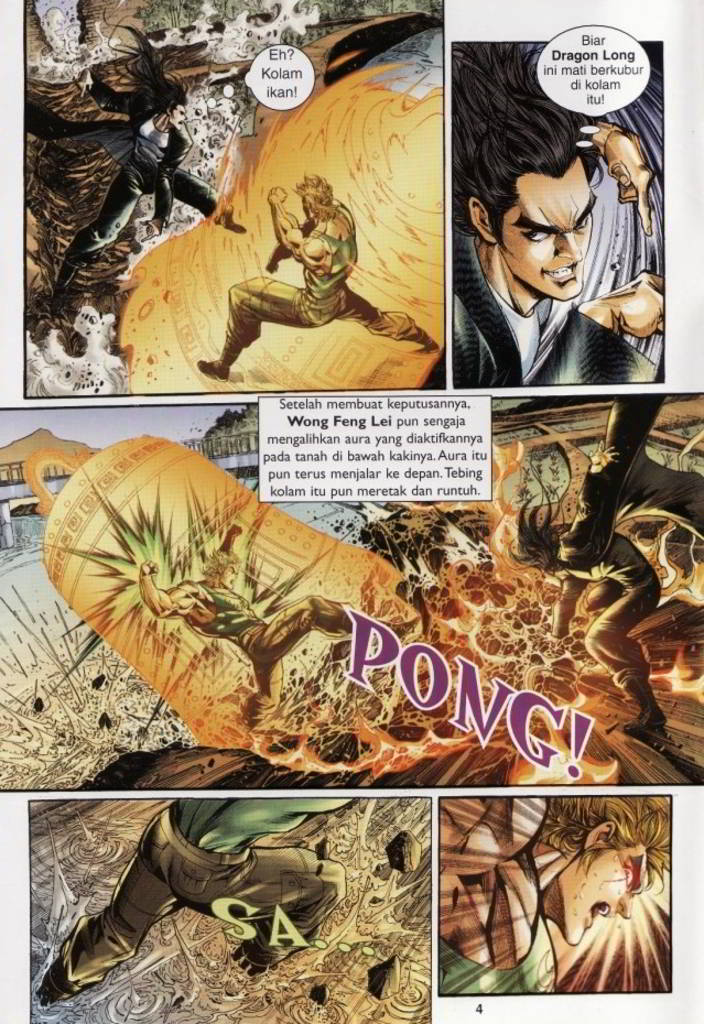 Eh?
Kolam
ikan!
Biar
Dragon Long
ini mati berkubur
di kolam
itu!
Setelah membuat keputusannya,
Wong Feng Lei pun sengaja
mengalihkan aura yang diaktifkannya
pada tanah di bawah kakinya. Aura itu
pun terus menjalar ke depan. Tebing
kolam itu pun meretak dan runtuh.
PONG!
SA....
4